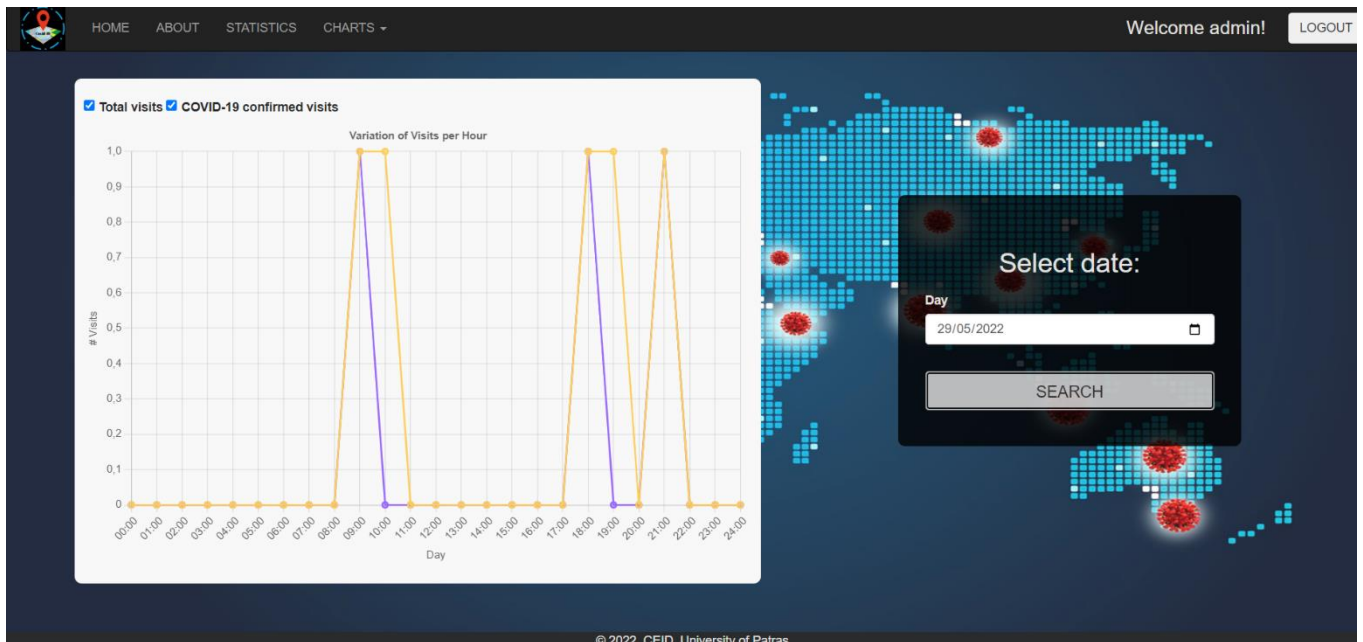 HOME ABOUT STATISTICS CHARTS Welcome admin! LOGOUT
Total visits COVID-19 confirmed visits
Variation of Visits per Hour
1,0
0,9
0,8
0,7
0,6
0,5
0,4
0,3
0,2
0,1
0
# Visits
00:00 01:00 02:00 03:00 04:00 05:00 06:00 07:00 08:00 09:00 10:00 11:00 12:00 13:00 14:00 15:00 16:00 17:00 18:00 19:00 20:00 21:00 22:00 23:00 24:00
Day
Select date:
Day
29/05/2022
SEARCH
© 2022, CEID, University of Patras